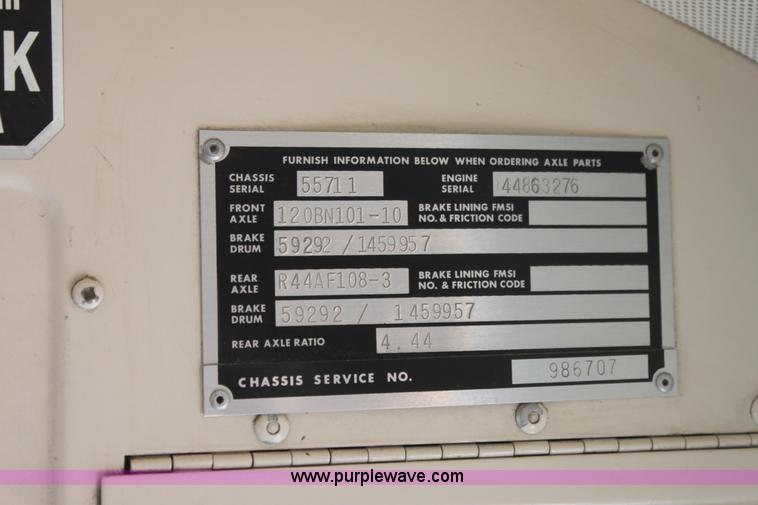 K
FURNISH INFORMATION BELOW WHEN ORDERING AXLE PARTS
CHASSIS SERIAL 55711 ENGINE SERIAL 44863276
FRONT AXLE 120BN101-10 BRAKE LINING FMSI NO. & FRICTION CODE
BRAKE DRUM 59292 / 1459957
REAR AXLE R44AF108-3 BRAKE LINING FMSI NO. & FRICTION CODE
BRAKE DRUM 59292 / 1459957
REAR AXLE RATIO 4.44
CHASSIS SERVICE NO. 986707
www.purplewave.com